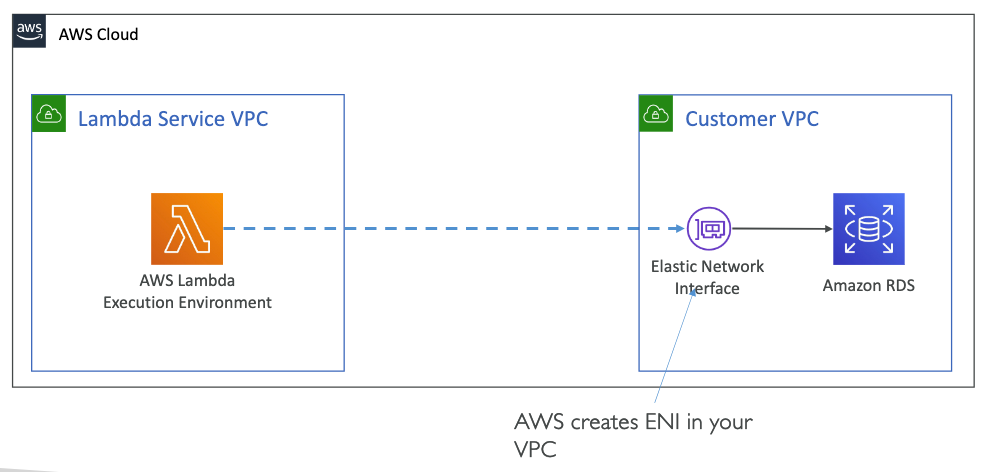 aws
AWS Cloud
Lambda Service VPC
Customer VPC
AWS Lambda
Execution Environment
Elastic Network
Interface
Amazon RDS
AWS creates ENI in your
VPC